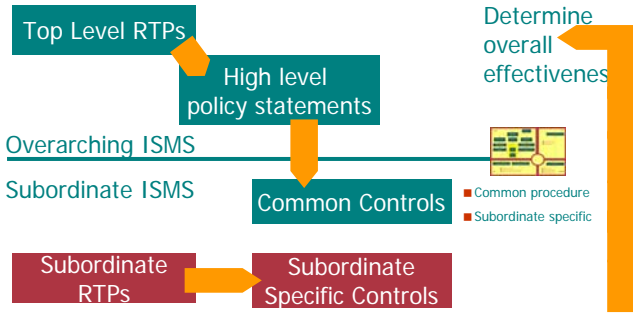 Top Level RTPs
High level
policy statements
Determine
overall
effectivenes
Overarching ISMS
Subordinate ISMS
Common Controls
Common procedure
Subordinate specific
Subordinate
RTPs
Subordinate
Specific Controls